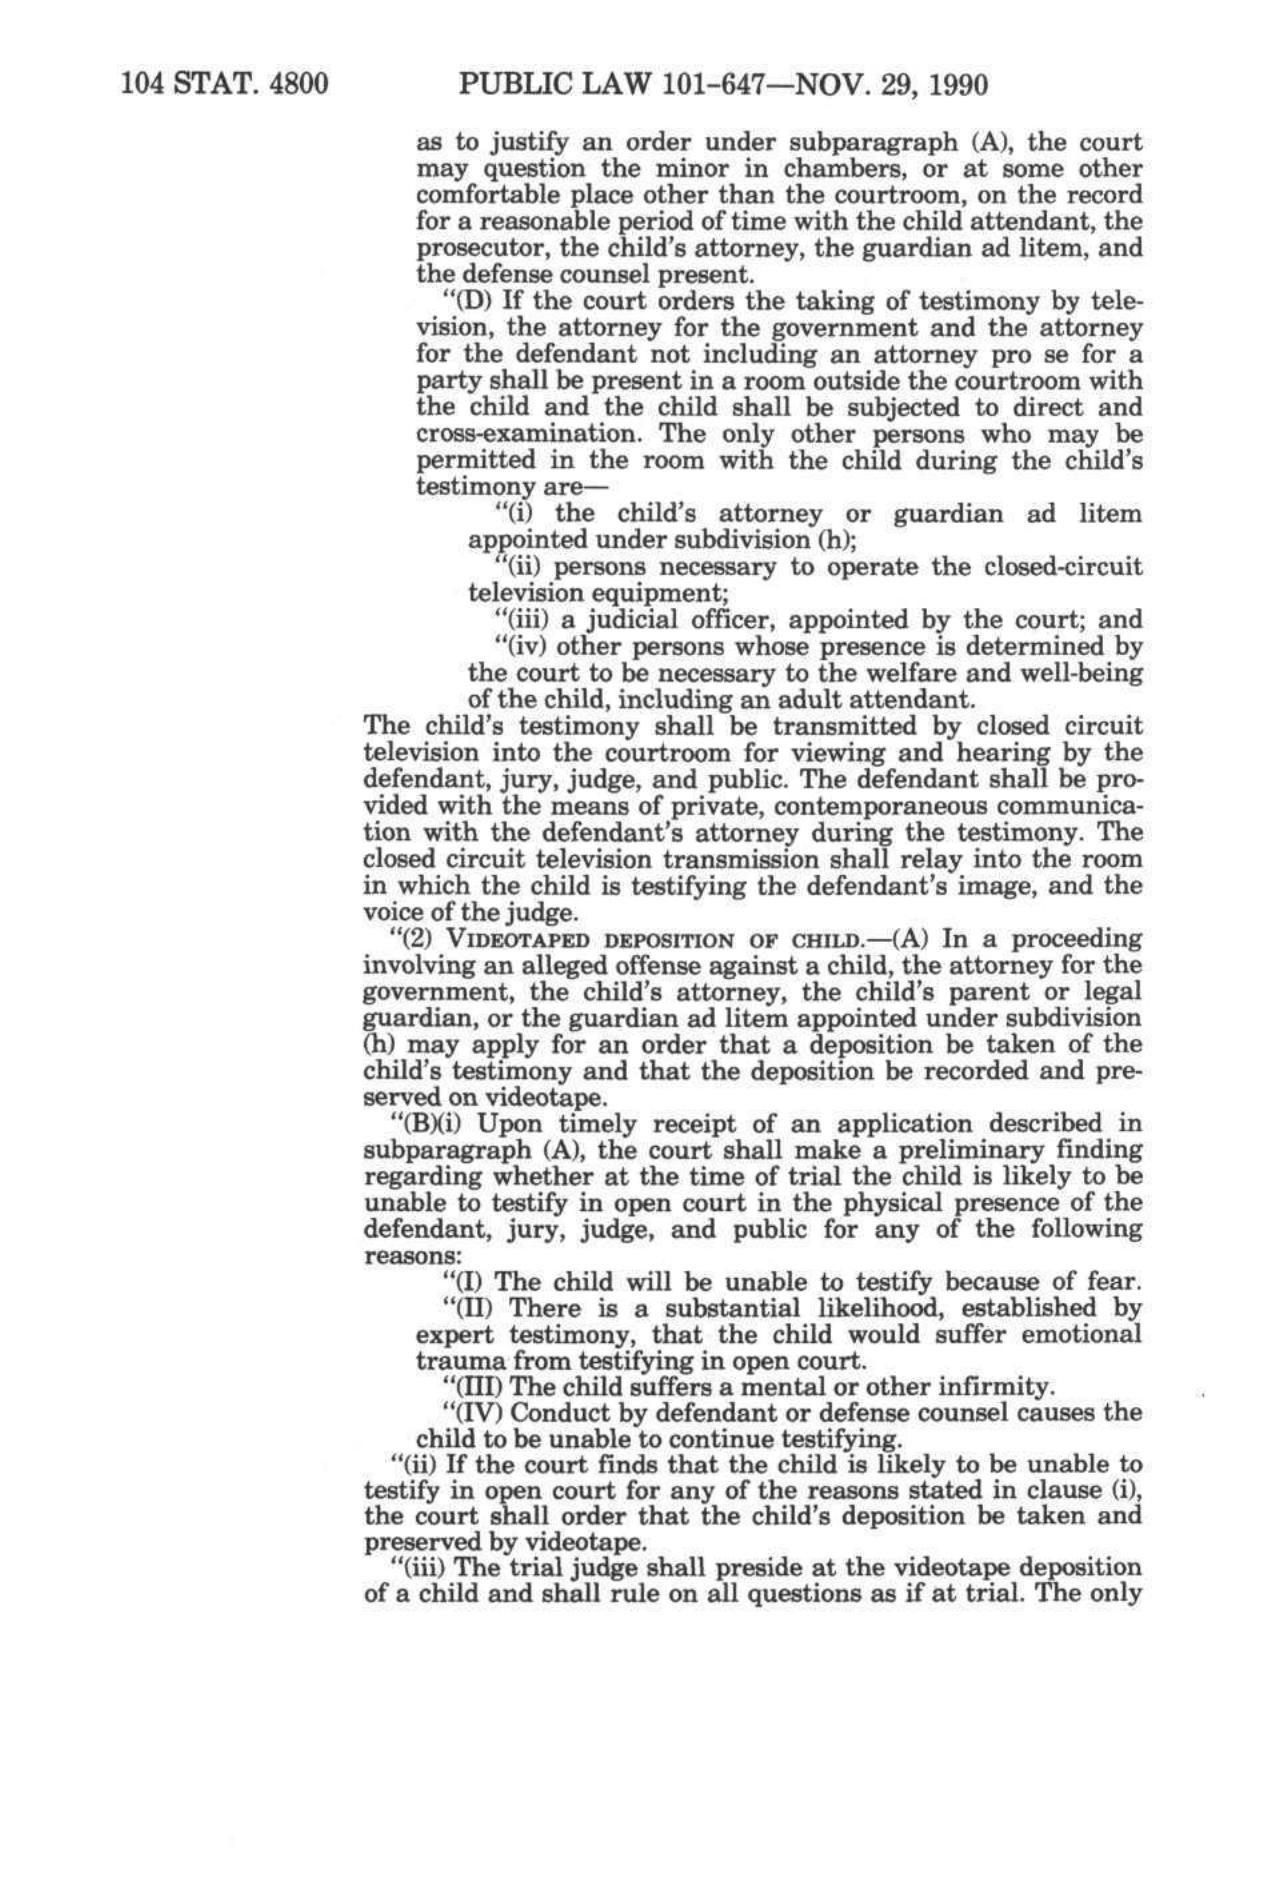 104 STAT. 4800 PUBLIC LAW 101–647—NOV. 29, 1990
as to justify an order under subparagraph (A), the court
may question the minor in chambers, or at some other
comfortable place other than the courtroom, on the record
for a reasonable period of time with the child attendant, the
prosecutor, the child's attorney, the guardian ad litem, and
the defense counsel present.
“(D) If the court orders the taking of testimony by tele-
vision, the attorney for the government and the attorney
for the defendant not including an attorney pro se for a
party shall be present in a room outside the courtroom with
the child and the child shall be subjected to direct and
cross-examination. The only other persons who may be
permitted in the room with the child during the child's
testimony are—
“(i) the child's attorney or guardian ad litem
appointed under subdivision (h);
“(ii) persons necessary to operate the closed-circuit
television equipment;
“(iii) a judicial officer, appointed by the court; and
“(iv) other persons whose presence is determined by
the court to be necessary to the welfare and well-being
of the child, including an adult attendant.
The child's testimony shall be transmitted by closed circuit
television into the courtroom for viewing and hearing by the
defendant, jury, judge, and public. The defendant shall be pro-
vided with the means of private, contemporaneous communica-
tion with the defendant's attorney during the testimony. The
closed circuit television transmission shall relay into the room
in which the child is testifying the defendant's image, and the
voice of the judge.
“(2) VIDEOTAPED DEPOSITION OF CHILD.—(A) In a proceeding
involving an alleged offense against a child, the attorney for the
government, the child's attorney, the child's parent or legal
guardian, or the guardian ad litem appointed under subdivision
(h) may apply for an order that a deposition be taken of the
child's testimony and that the deposition be recorded and pre-
served on videotape.
“(B)(i) Upon timely receipt of an application described in
subparagraph (A), the court shall make a preliminary finding
regarding whether at the time of trial the child is likely to be
unable to testify in open court in the physical presence of the
defendant, jury, judge, and public for any of the following
reasons:
“(I) The child will be unable to testify because of fear.
“(II) There is a substantial likelihood, established by
expert testimony, that the child would suffer emotional
trauma from testifying in open court.
“(III) The child suffers a mental or other infirmity.
“(IV) Conduct by defendant or defense counsel causes the
child to be unable to continue testifying.
“(ii) If the court finds that the child is likely to be unable to
testify in open court for any of the reasons stated in clause (i),
the court shall order that the child's deposition be taken and
preserved by videotape.
“(iii) The trial judge shall preside at the videotape deposition
of a child and shall rule on all questions as if at trial. The only